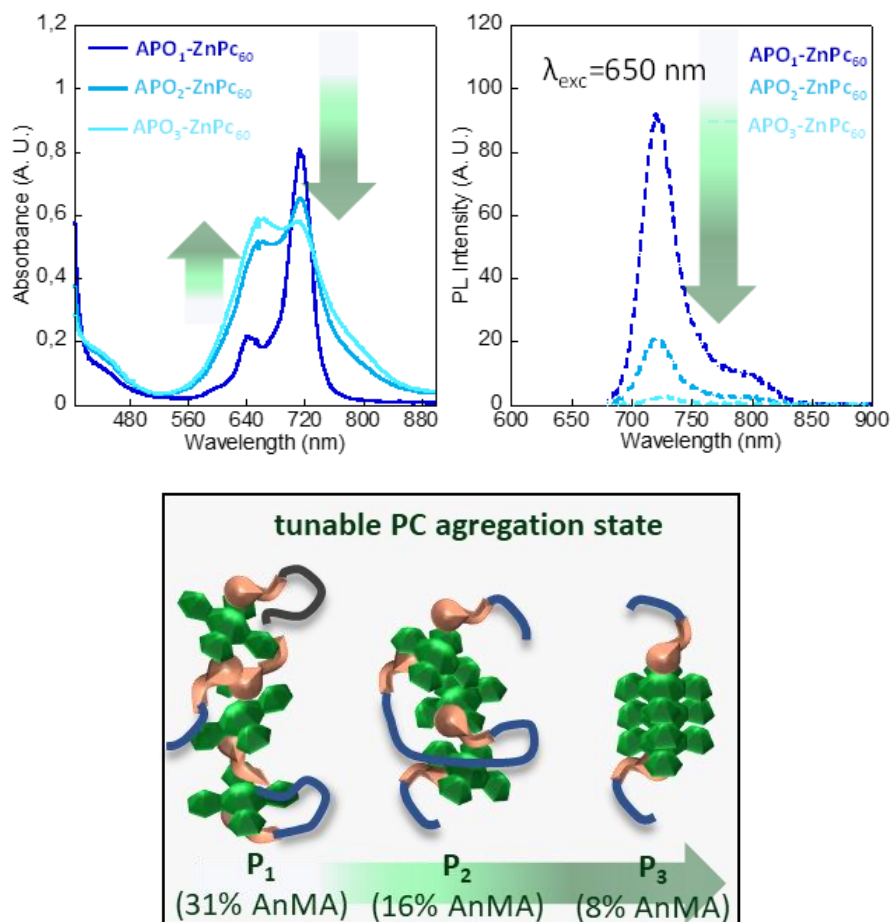 1,2
1
0,8
0,6
0,4
0,2
0
Absorbance (A. U.)
APO₁-ZnPc₆₀
APO₂-ZnPc₆₀
APO₃-ZnPc₆₀
480 560 640 720 800 880
Wavelength (nm)
120
100
80
60
40
20
0
PL Intensity (A. U.)
λexc=650 nm
APO₁-ZnPc₆₀
APO₂-ZnPc₆₀
APO₃-ZnPc₆₀
600 650 700 750 800 850 900
Wavelength (nm)
tunable PC agregation state
P₁ P₂ P₃
(31% AnMA) (16% AnMA) (8% AnMA)